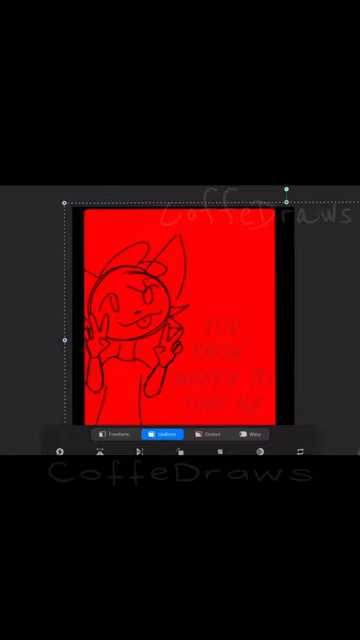 CoffeDraws
YOU
KNOW
WHERE TO
FIND ME
Freeform
Uniform
Distort
Warp
CoffeDraws